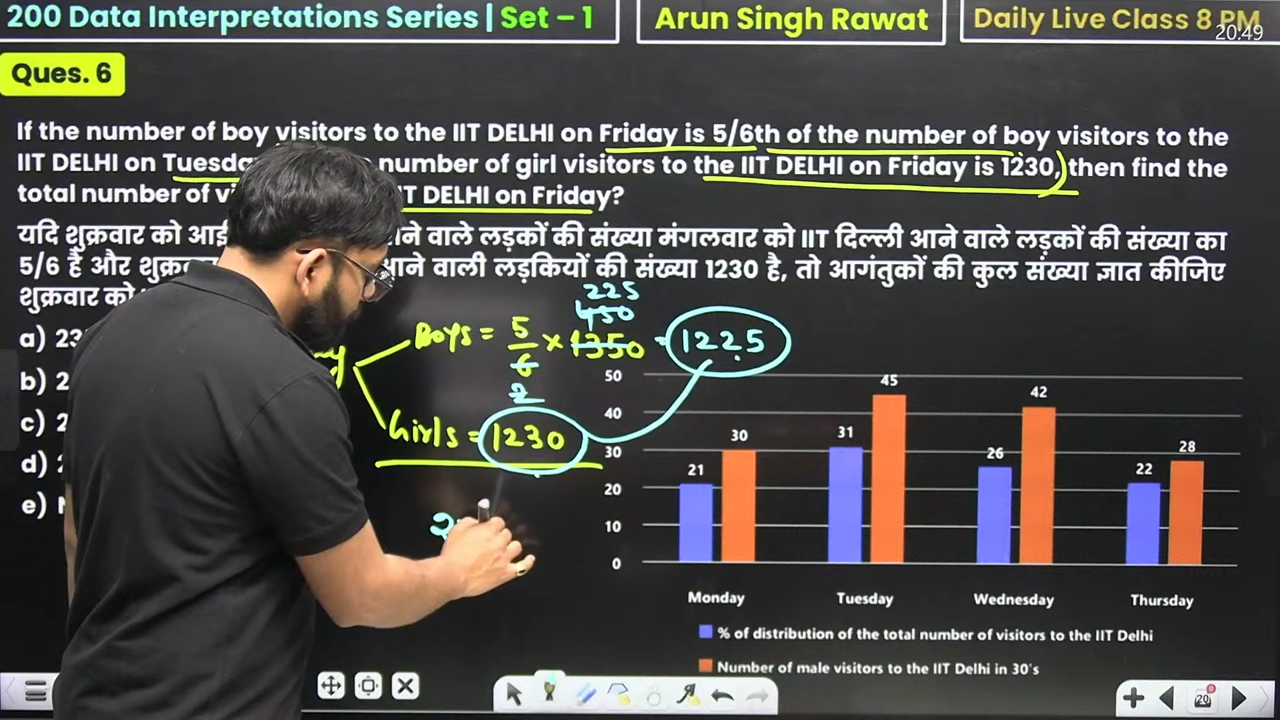 200 Data Interpretations Series | Set – 1
Arun Singh Rawat
Daily Live Class 8 PM
20:49
Ques. 6
If the number of boy visitors to the IIT DELHI on Friday is 5/6th of the number of boy visitors to the
IIT DELHI on number of girl visitors to the IIT DELHI on Friday is 1230, then find the
total number of DELHI on Friday?
यदि शुक्रवार को वाले लड़कों की संख्या मंगलवार को IIT दिल्ली आने वाले लड़कों की संख्या का
5/6 है और आने वाली लड़कियों की संख्या 1230 है, तो आगंतुकों की कुल संख्या ज्ञात कीजिए
शुक्रवार को
a)
b)
c)
d)
e)
225
450
Boys = 5/6 × 1350 = 1225
2
Girls = 1230
50
40
30
20
10
0
21
30
31
45
26
42
22
28
Monday
Tuesday
Wednesday
Thursday
% of distribution of the total number of visitors to the IIT Delhi
Number of male visitors to the IIT Delhi in 30's
20